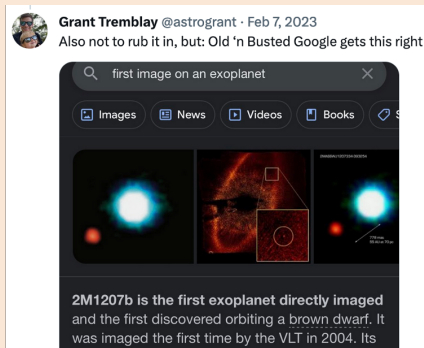 Grant Tremblay @astrogrant · Feb 7, 2023
Also not to rub it in, but: Old ‘n Busted Google gets this right
first image on an exoplanet
Images News Videos Books
2M1207b is the first exoplanet directly imaged
and the first discovered orbiting a brown dwarf. It
was imaged the first time by the VLT in 2004. Its